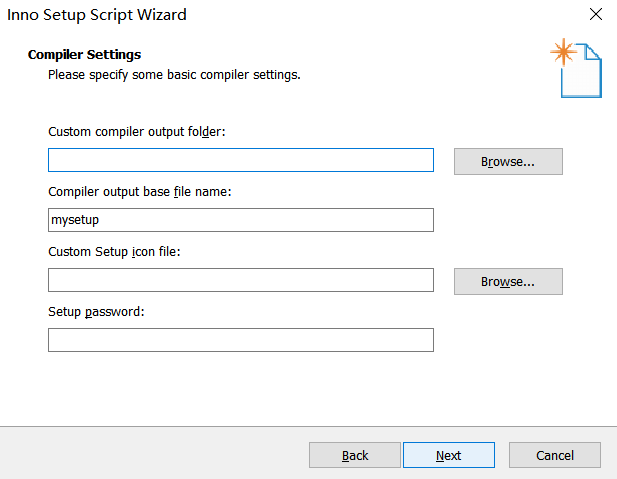 Inno Setup Script Wizard
Compiler Settings
Please specify some basic compiler settings.
Custom compiler output folder:
Browse...
Compiler output base file name:
mysetup
Custom Setup icon file:
Browse...
Setup password:
Back
Next
Cancel